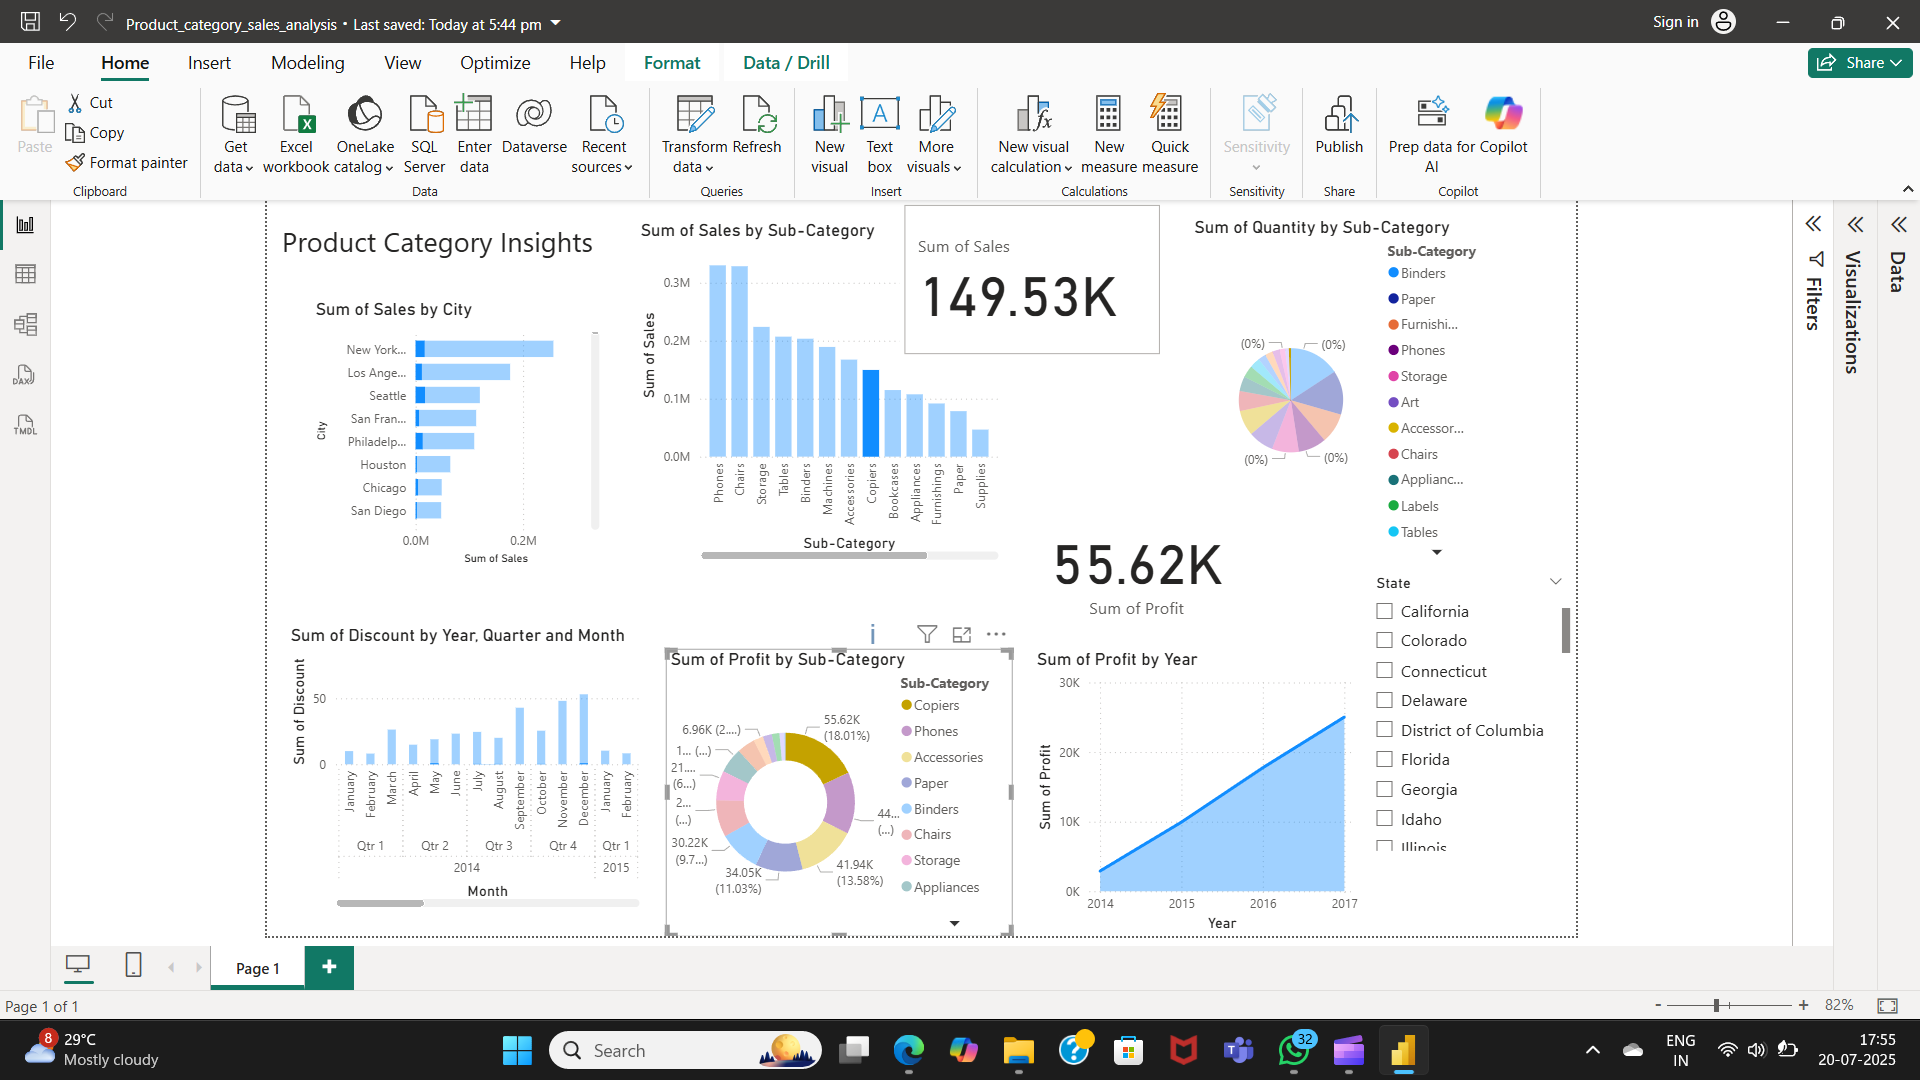 Product_category_sales_analysis • Last saved: Today at 5:44 pm
Sign in
File Home Insert Modeling View Optimize Help Format Data / Drill
Share
Paste
Cut
Copy
Format painter
Clipboard
Get data
Excel workbook
OneLake catalog
SQL Server
Enter data
Dataverse
Recent sources
Data
Transform data
Refresh
Queries
New visual
Text box
More visuals
Insert
New visual calculation
New measure
Quick measure
Calculations
Sensitivity
Sensitivity
Publish
Share
Prep data for AI
Copilot
Copilot
DAX
TMDL
Product Category Insights
Sum of Sales by City
City
New York...
Los Ange...
Seattle
San Fran...
Philadelp...
Houston
Chicago
San Diego
0.0M 0.2M
Sum of Sales
Sum of Sales by Sub-Category
Sum of Sales
0.3M
0.2M
0.1M
0.0M
Phones
Chairs
Storage
Tables
Binders
Machines
Accessories
Copiers
Bookcases
Appliances
Furnishings
Paper
Supplies
Sub-Category
Sum of Sales
149.53K
Sum of Quantity by Sub-Category
(0%)
(0%)
(0%)
(0%)
Sub-Category
Binders
Paper
Furnishi...
Phones
Storage
Art
Accessor...
Chairs
Applianc...
Labels
Tables
55.62K
Sum of Profit
State
California
Colorado
Connecticut
Delaware
District of Columbia
Florida
Georgia
Idaho
Illinois
Sum of Discount by Year, Quarter and Month
Sum of Discount
50
0
January
February
March
April
May
June
July
August
September
October
November
December
January
February
Qtr 1 Qtr 2 Qtr 3 Qtr 4 Qtr 1
2014 2015
Month
Sum of Profit by Sub-Category
55.62K
(18.01%)
44...
(...)
41.94K
(13.58%)
34.05K
(11.03%)
30.22K
(9.7...)
2...
(...)
21....
(6...)
1... (...)
6.96K (2....)
Sub-Category
Copiers
Phones
Accessories
Paper
Binders
Chairs
Storage
Appliances
Sum of Profit by Year
Sum of Profit
30K
20K
10K
0K
2014 2015 2016 2017
Year
Filters
Visualizations
Data
Page 1
Page 1 of 1
- + 82%
8
29°C
Mostly cloudy
Search
32
ENG
IN
17:55
20-07-2025